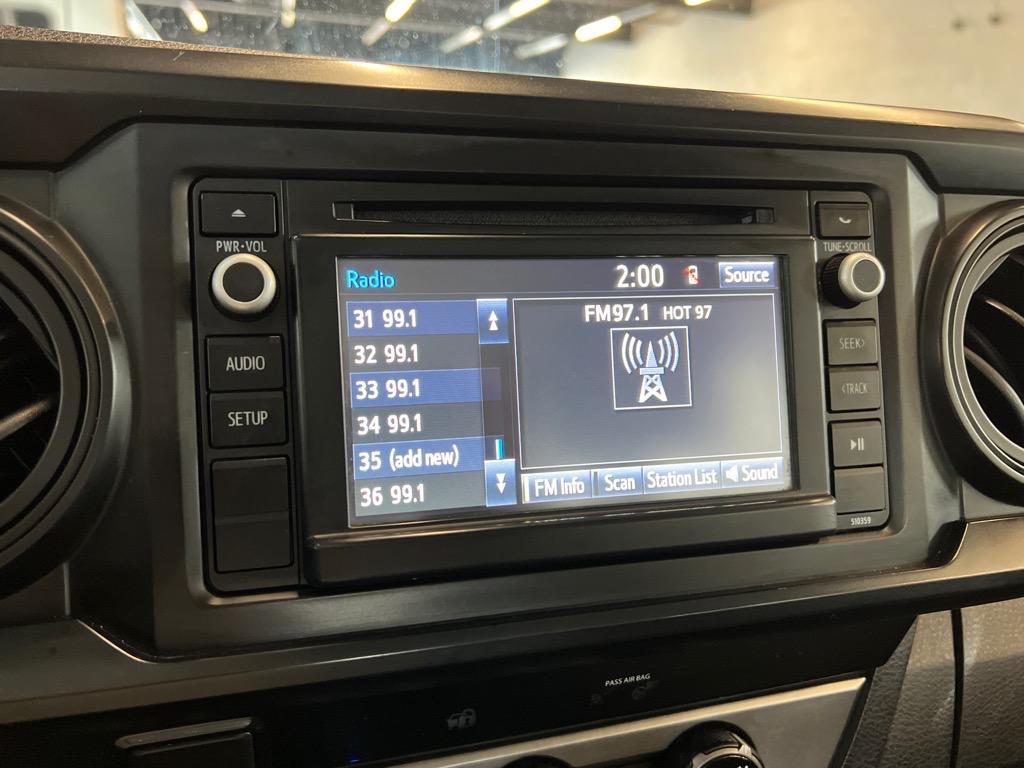 PWR•VOL
AUDIO
SETUP
Radio
2:00
Source
31 99.1
32 99.1
33 99.1
34 99.1
35 (add new)
36 99.1
FM97.1 HOT 97
FM Info
Scan
Station List
Sound
TUNE•SCROLL
SEEK>
<TRACK
510359
PASS AIR BAG